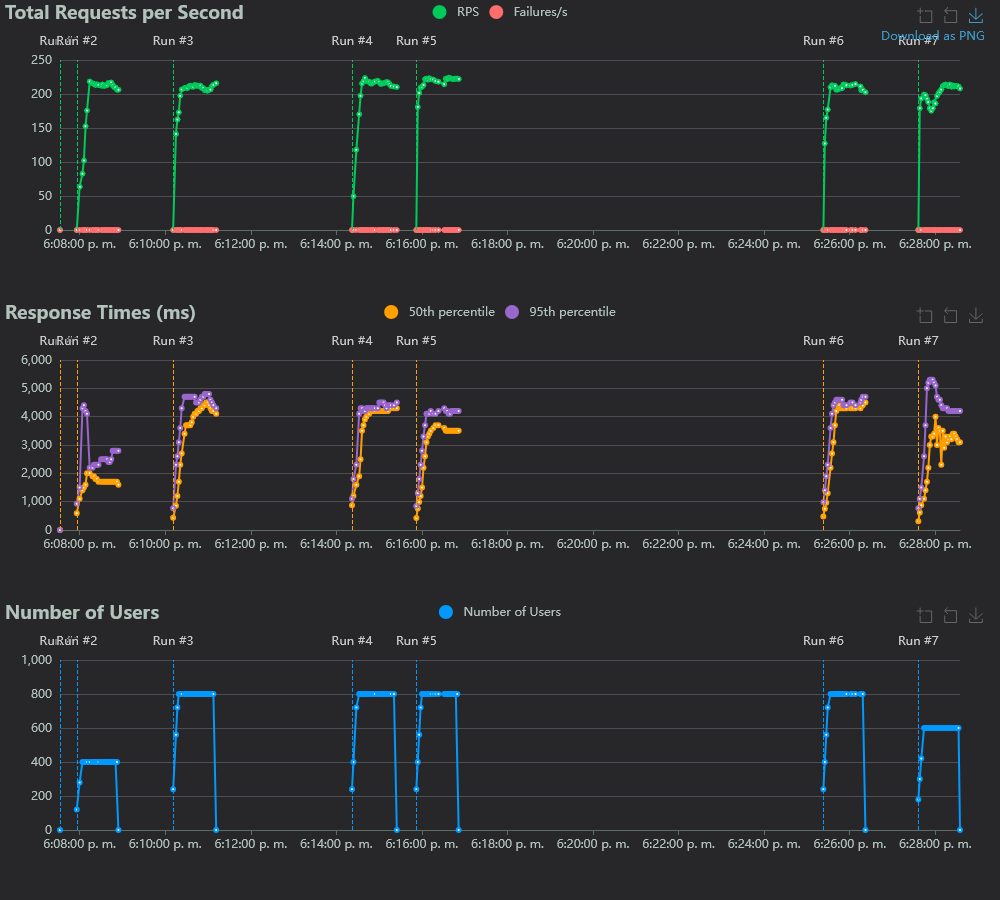 Total Requests per Second
RPS Failures/s
Download as PNG
Run #2 Run #3 Run #4 Run #5 Run #6 Run #7
250
200
150
100
50
0
6:08:00 p. m. 6:10:00 p. m. 6:12:00 p. m. 6:14:00 p. m. 6:16:00 p. m. 6:18:00 p. m. 6:20:00 p. m. 6:22:00 p. m. 6:24:00 p. m. 6:26:00 p. m. 6:28:00 p. m.
Response Times (ms)
50th percentile 95th percentile
Run #2 Run #3 Run #4 Run #5 Run #6 Run #7
6,000
5,000
4,000
3,000
2,000
1,000
0
6:08:00 p. m. 6:10:00 p. m. 6:12:00 p. m. 6:14:00 p. m. 6:16:00 p. m. 6:18:00 p. m. 6:20:00 p. m. 6:22:00 p. m. 6:24:00 p. m. 6:26:00 p. m. 6:28:00 p. m.
Number of Users
Number of Users
Run #2 Run #3 Run #4 Run #5 Run #6 Run #7
1,000
800
600
400
200
0
6:08:00 p. m. 6:10:00 p. m. 6:12:00 p. m. 6:14:00 p. m. 6:16:00 p. m. 6:18:00 p. m. 6:20:00 p. m. 6:22:00 p. m. 6:24:00 p. m. 6:26:00 p. m. 6:28:00 p. m.